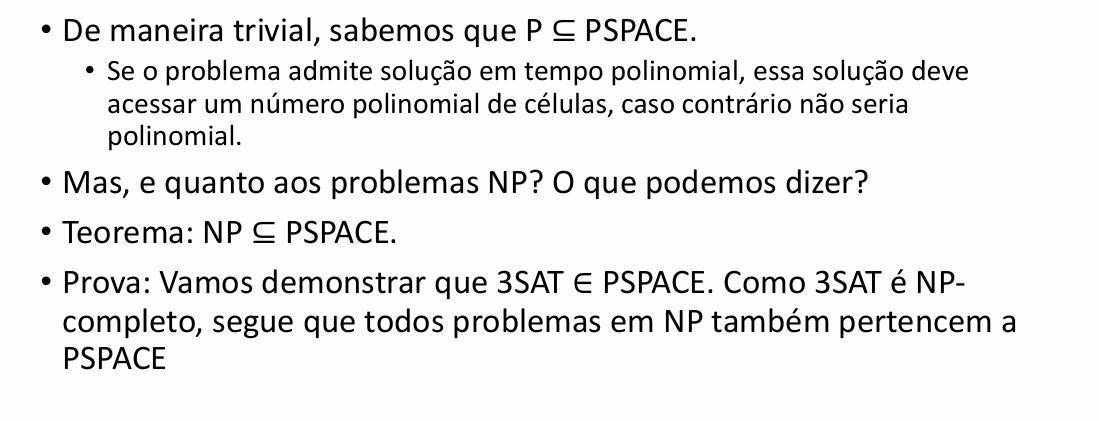 • De maneira trivial, sabemos que P ⊆ PSPACE.
• Se o problema admite solução em tempo polinomial, essa solução deve
acessar um número polinomial de células, caso contrário não seria
polinomial.
• Mas, e quanto aos problemas NP? O que podemos dizer?
• Teorema: NP ⊆ PSPACE.
• Prova: Vamos demonstrar que 3SAT ∈ PSPACE. Como 3SAT é NP-
completo, segue que todos problemas em NP também pertencem a
PSPACE